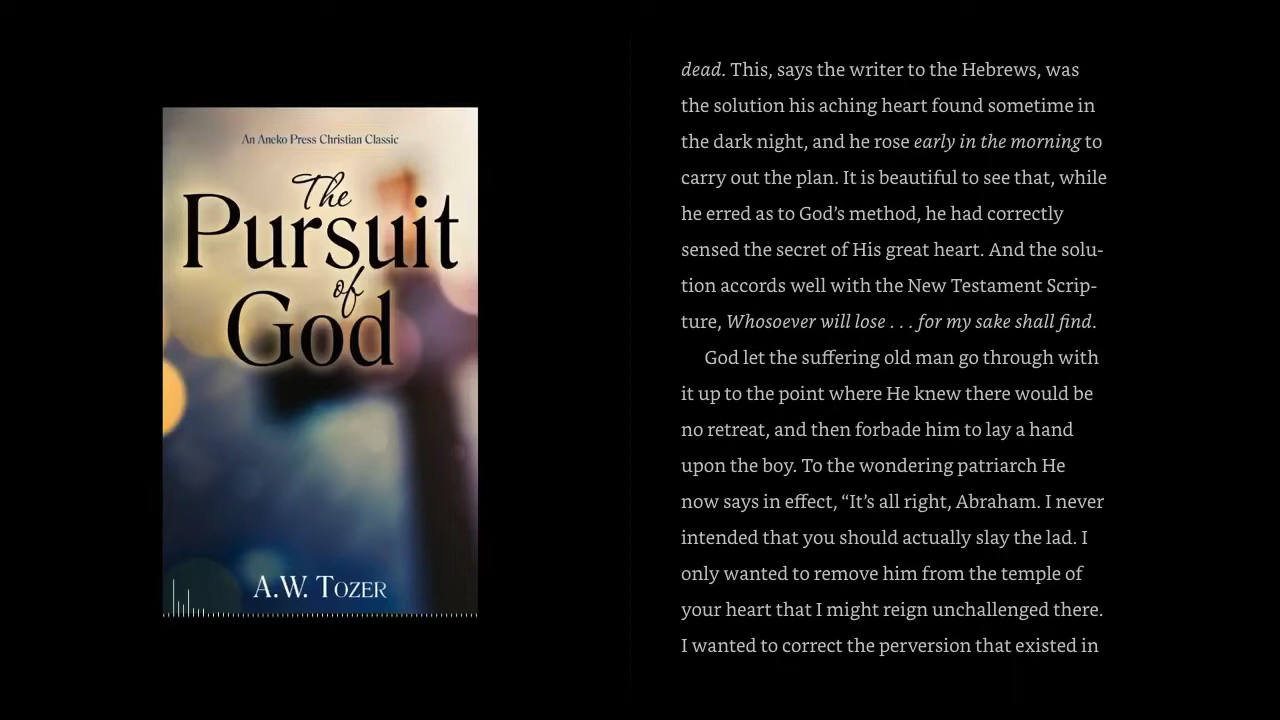 An Aneko Press Christian Classic
The
Pursuit
of
God
A.W. Tozer
dead. This, says the writer to the Hebrews, was
the solution his aching heart found sometime in
the dark night, and he rose early in the morning to
carry out the plan. It is beautiful to see that, while
he erred as to God’s method, he had correctly
sensed the secret of His great heart. And the solu-
tion accords well with the New Testament Scrip-
ture, Whosoever will lose . . . for my sake shall find.
God let the suffering old man go through with
it up to the point where He knew there would be
no retreat, and then forbade him to lay a hand
upon the boy. To the wondering patriarch He
now says in effect, “It’s all right, Abraham. I never
intended that you should actually slay the lad. I
only wanted to remove him from the temple of
your heart that I might reign unchallenged there.
I wanted to correct the perversion that existed in